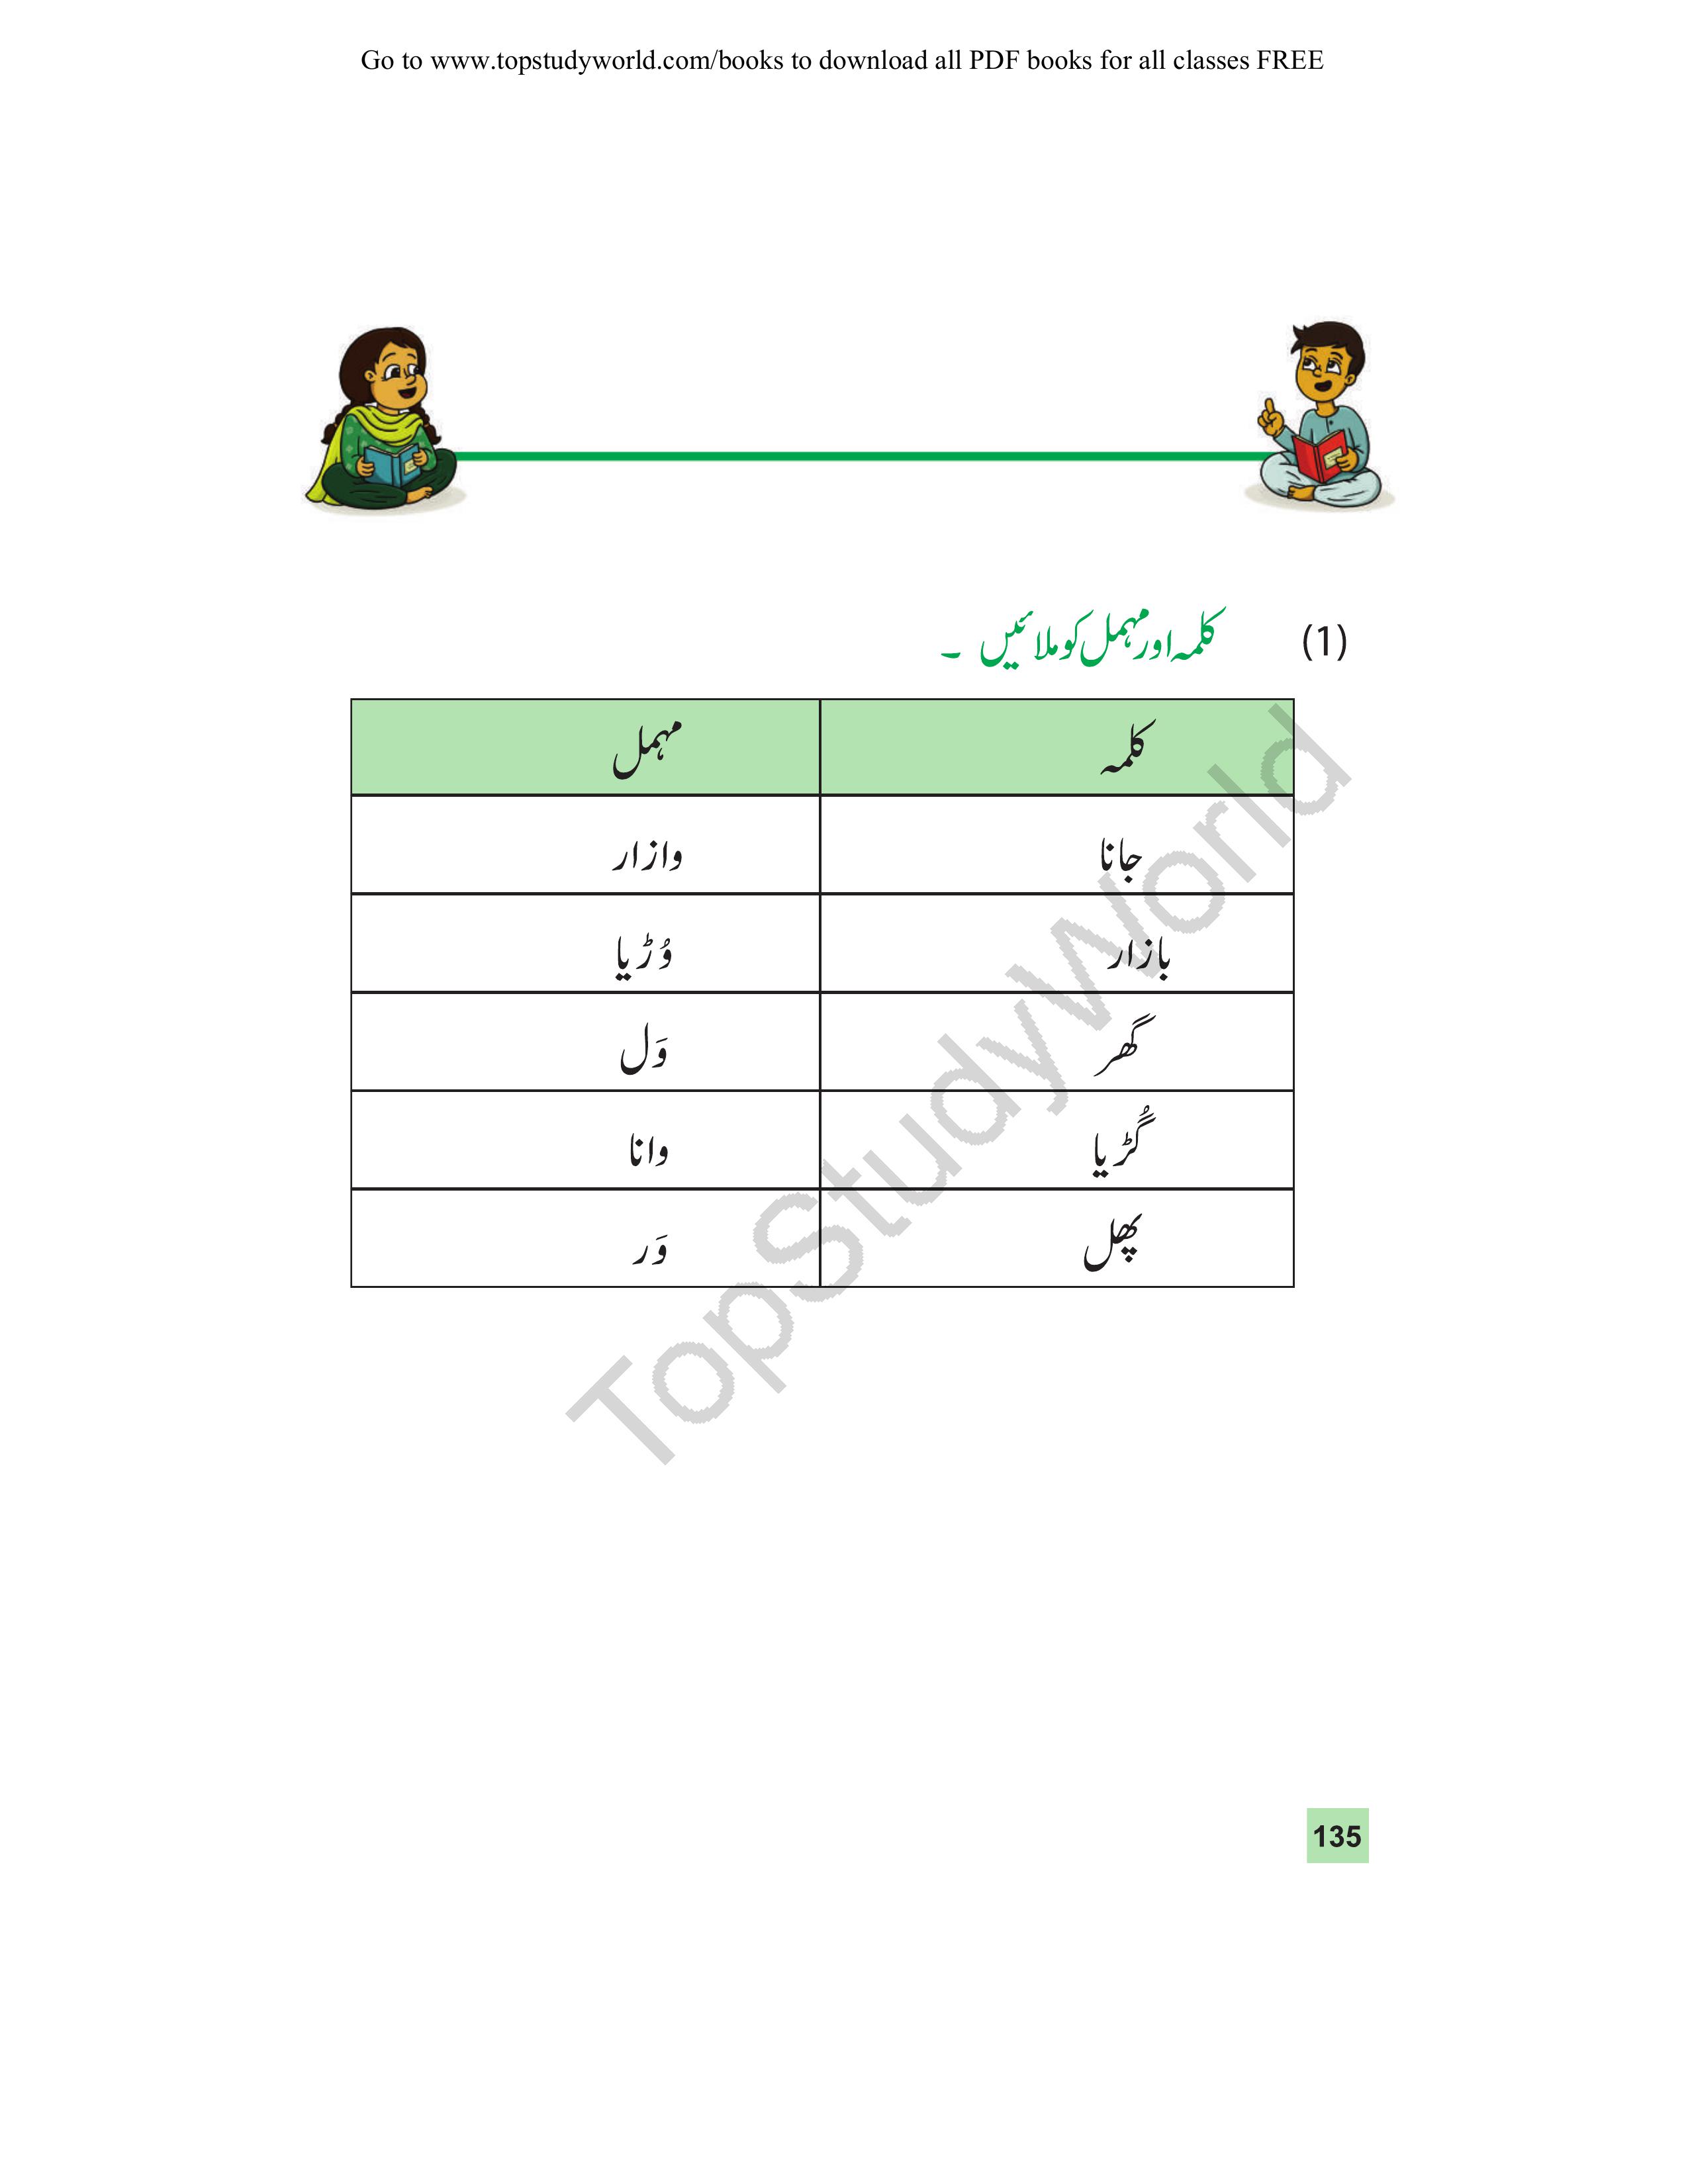 Go to www.topstudyworld.com/books to download all PDF books for all classes FREE
(1) کلمہ اور مہمل کو ملائیں ۔
کلمہ مہمل
جانا وازار
بازار وُڑیا
گھر وَل
گُڑیا وانا
پھل وَر
TopStudyWorld
135